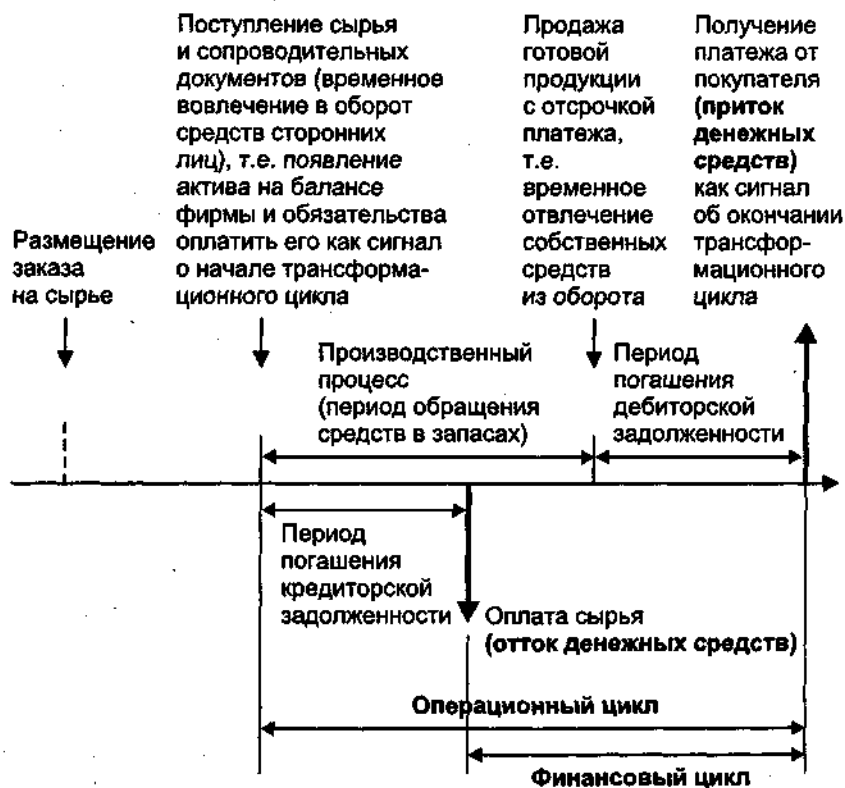 Поступление сырья
и сопроводительных
документов (временное
вовлечение в оборот
средств сторонних
лиц), т.е. появление
актива на балансе
фирмы и обязательства
оплатить его как сигнал
о начале трансформа-
ционного цикла
Продажа
готовой
продукции
с отсрочкой
платежа,
т.е.
временное
отвлечение
собственных
средств
из оборота
Получение
платежа от
покупателя
(приток
денежных
средств)
как сигнал
об окончании
трансфор-
мационного
цикла
Размещение
заказа
на сырье
Производственный
процесс
(период обращения
средств в запасах)
Период
погашения
дебиторской
задолженности
Период
погашения
кредиторской
задолженности
Оплата сырья
(отток денежных средств)
Операционный цикл
Финансовый цикл